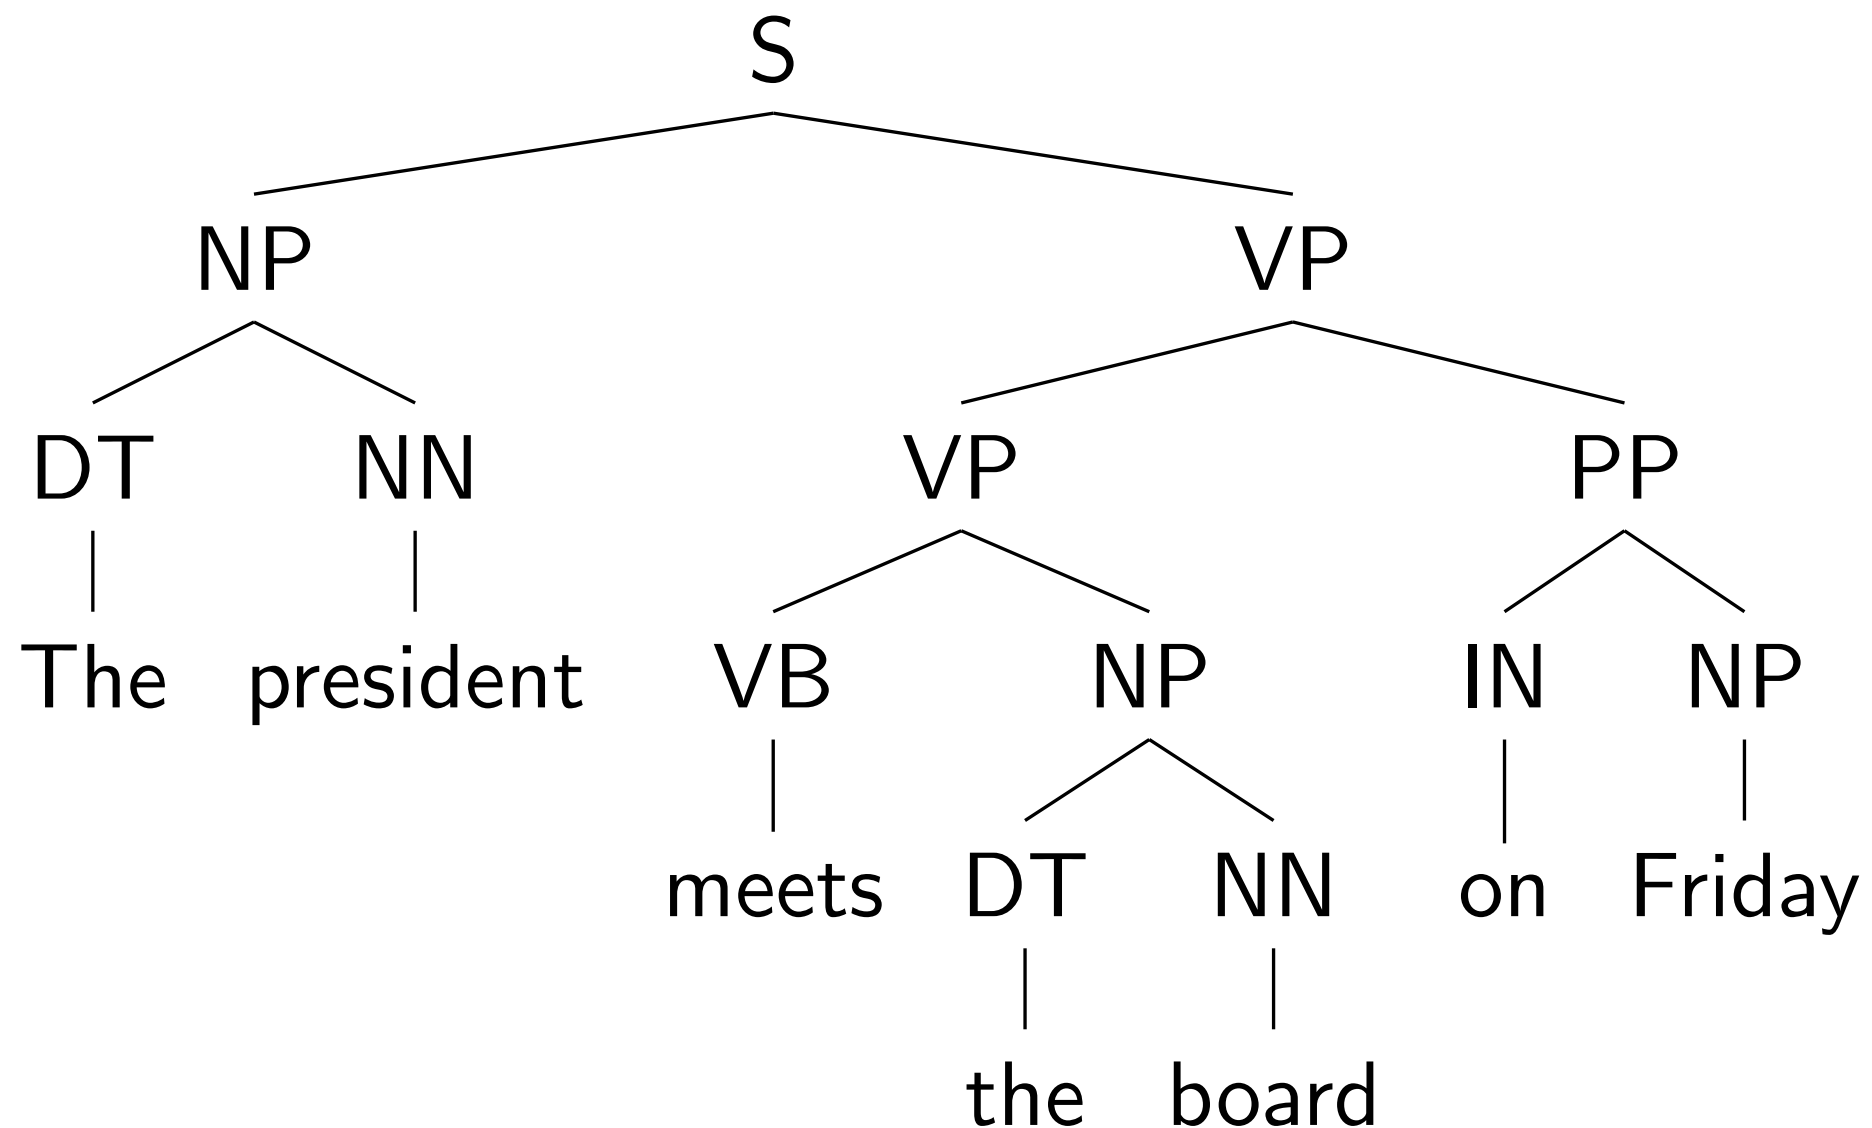 S
NP VP
DT NN VP PP
The president VB NP IN NP
meets DT NN on Friday
the board